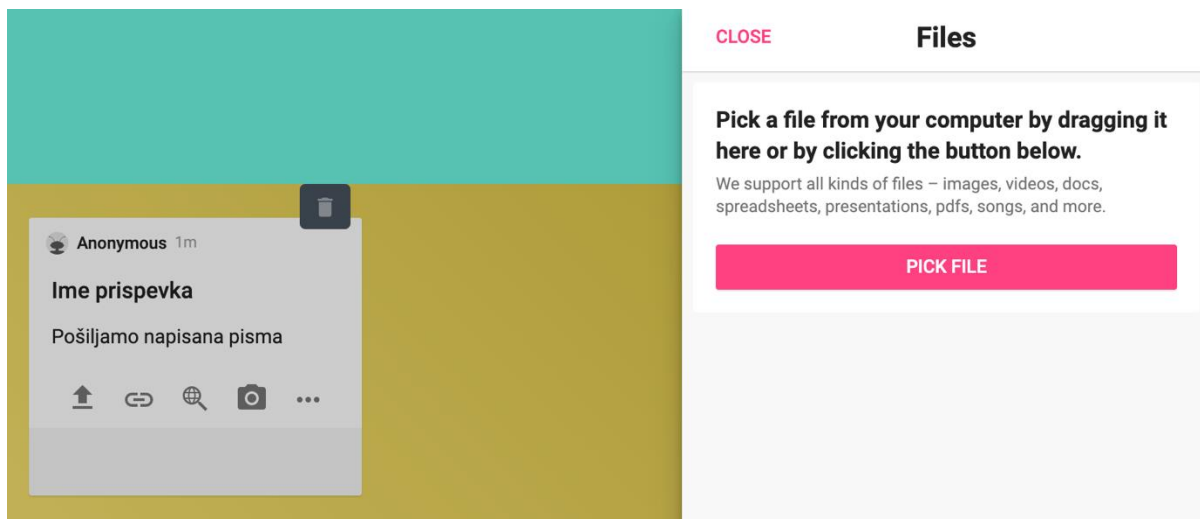 Anonymous 1m
Ime prispevka
Pošiljamo napisana pisma
CLOSE
Files
Pick a file from your computer by dragging it
here or by clicking the button below.
We support all kinds of files – images, videos, docs,
spreadsheets, presentations, pdfs, songs, and more.
PICK FILE